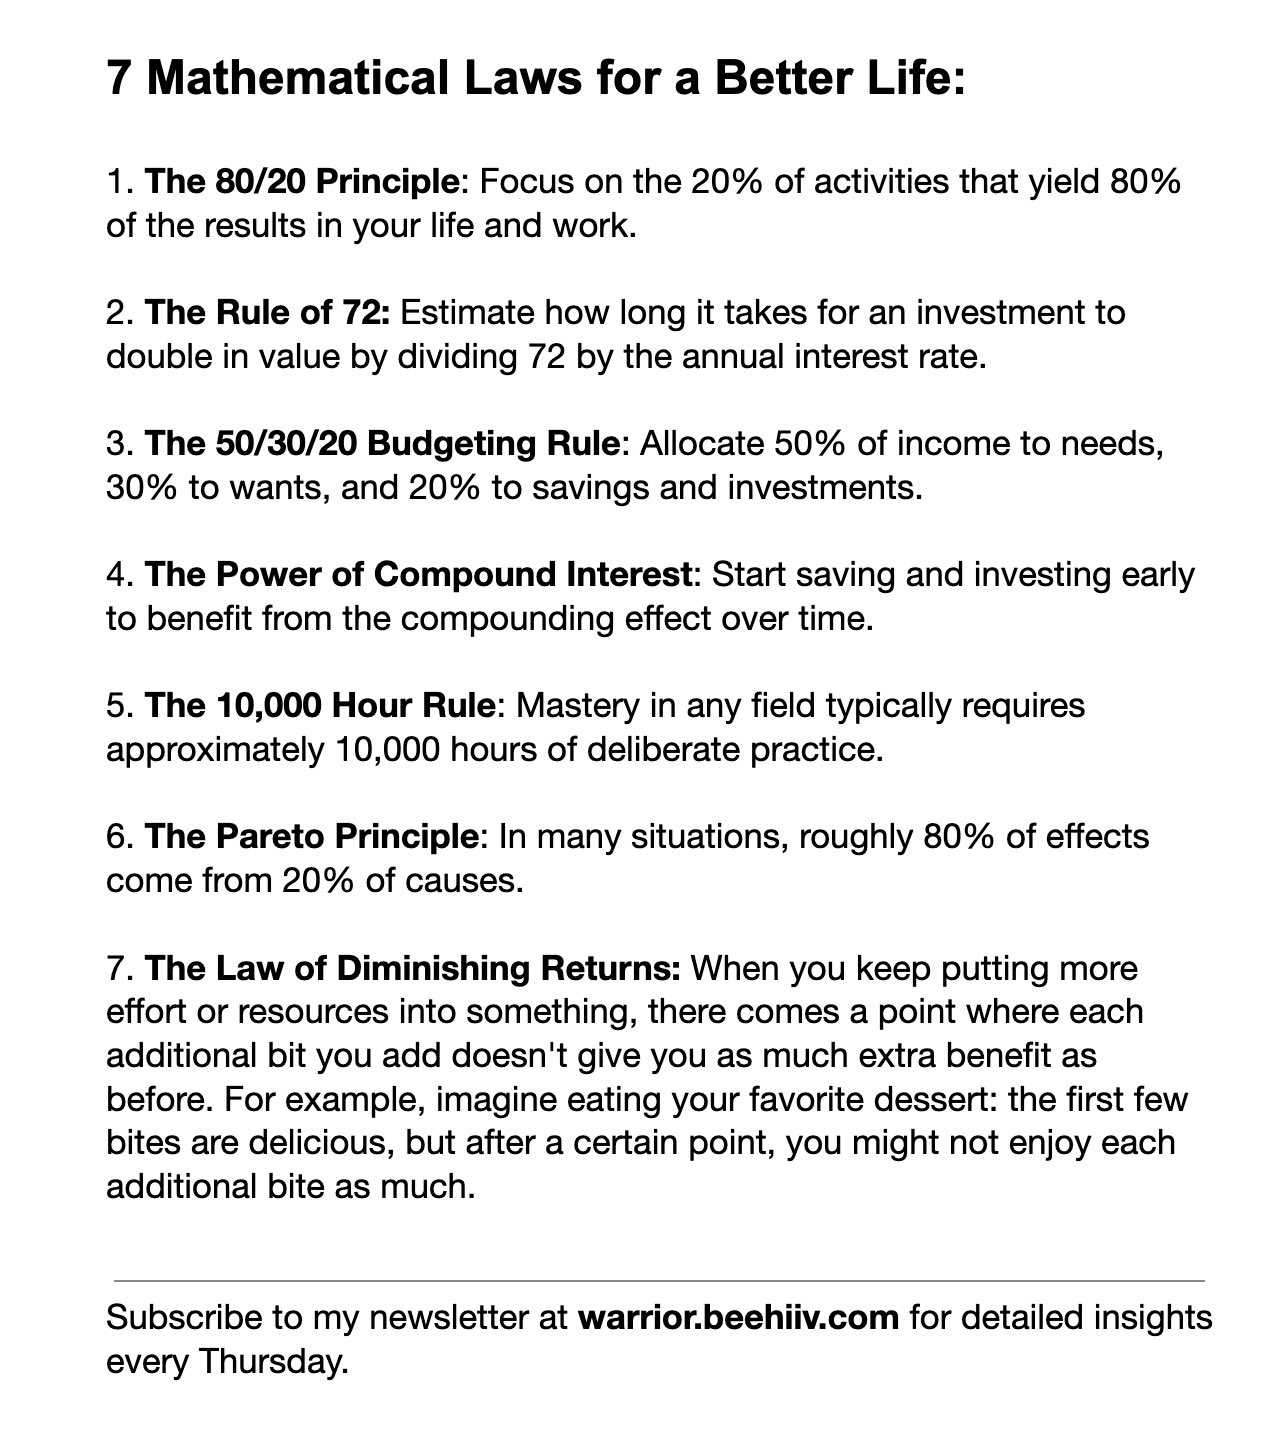 7 Mathematical Laws for a Better Life:
1. The 80/20 Principle: Focus on the 20% of activities that yield 80%
of the results in your life and work.
2. The Rule of 72: Estimate how long it takes for an investment to
double in value by dividing 72 by the annual interest rate.
3. The 50/30/20 Budgeting Rule: Allocate 50% of income to needs,
30% to wants, and 20% to savings and investments.
4. The Power of Compound Interest: Start saving and investing early
to benefit from the compounding effect over time.
5. The 10,000 Hour Rule: Mastery in any field typically requires
approximately 10,000 hours of deliberate practice.
6. The Pareto Principle: In many situations, roughly 80% of effects
come from 20% of causes.
7. The Law of Diminishing Returns: When you keep putting more
effort or resources into something, there comes a point where each
additional bit you add doesn't give you as much extra benefit as
before. For example, imagine eating your favorite dessert: the first few
bites are delicious, but after a certain point, you might not enjoy each
additional bite as much.
Subscribe to my newsletter at warrior.beehiiv.com for detailed insights
every Thursday.